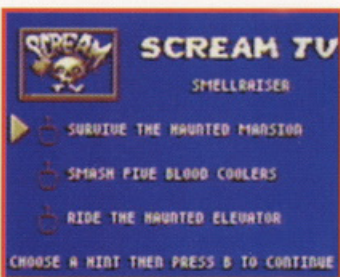 SCREAM
SCREAM TV
SMELLRAISER
SURVIVE THE HAUNTED MANSION
SMASH FIVE BLOOD COOLERS
RIDE THE HAUNTED ELEVATOR
CHOOSE A HINT THEN PRESS B TO CONTINUE